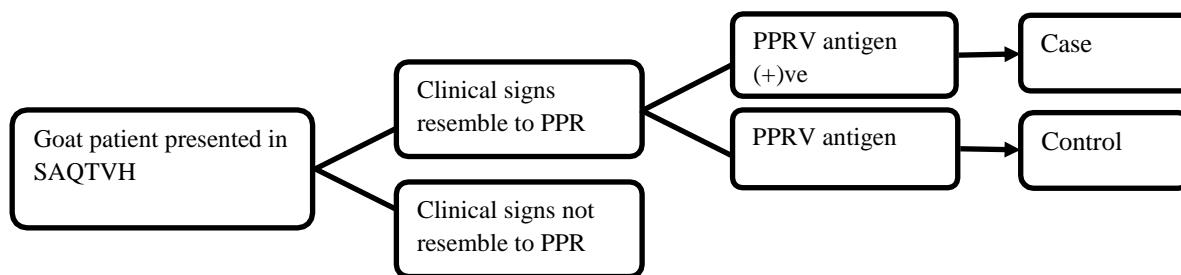 Goat patient presented in
SAQTVH
Clinical signs
resemble to PPR
Clinical signs not
resemble to PPR
PPRV antigen
(+)ve
PPRV antigen
Case
Control